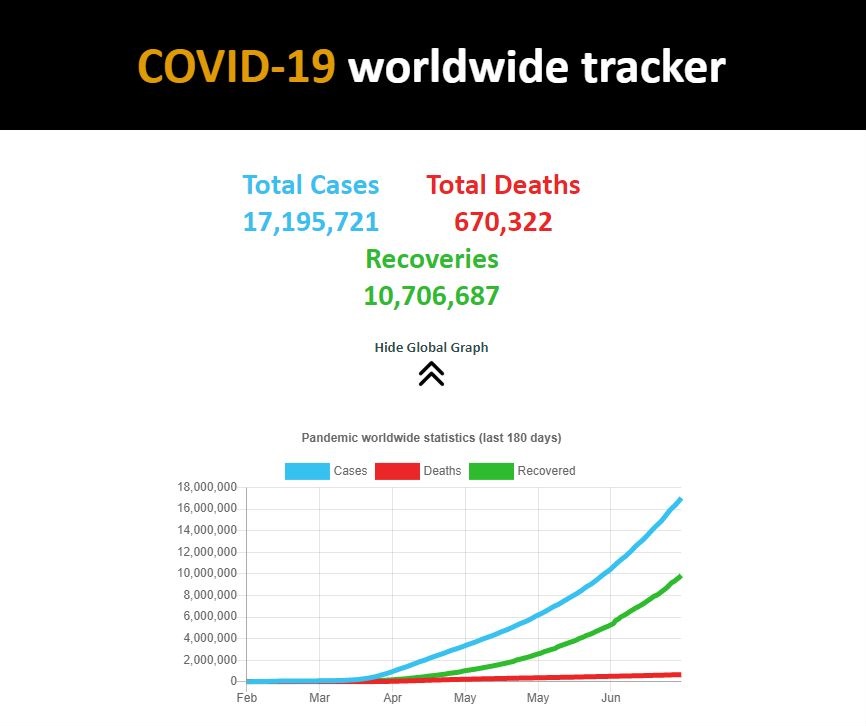 COVID-19 worldwide tracker
Total Cases Total Deaths
17,195,721 670,322
Recoveries
10,706,687
Hide Global Graph
Pandemic worldwide statistics (last 180 days)
Cases Deaths Recovered
18,000,000
16,000,000
14,000,000
12,000,000
10,000,000
8,000,000
6,000,000
4,000,000
2,000,000
0
Feb Mar Apr May May Jun